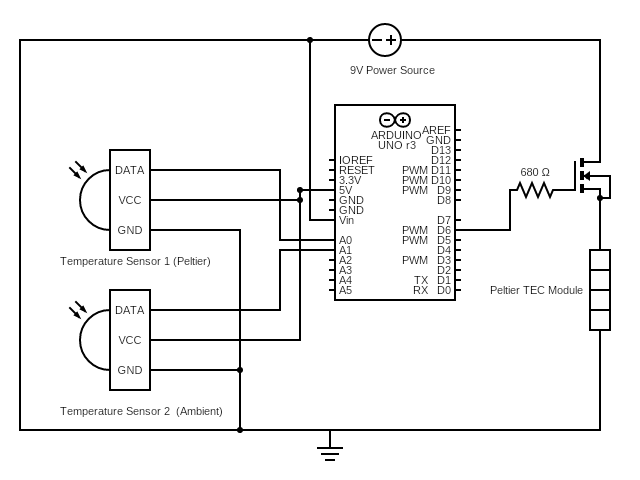 9V Power Source
ARDUINO
UNO r3
AREF
GND
D13
IOREF
D12
RESET
PWM D11
3.3V
PWM D10
5V
PWM D9
GND
D8
GND
Vin
D7
PWM D6
A0
PWM D5
A1
D4
A2
PWM D3
A3
D2
A4
TX D1
A5
RX D0
680 Ω
DATA
VCC
GND
Temperature Sensor 1 (Peltier)
Peltier TEC Module
DATA
VCC
GND
Temperature Sensor 2 (Ambient)